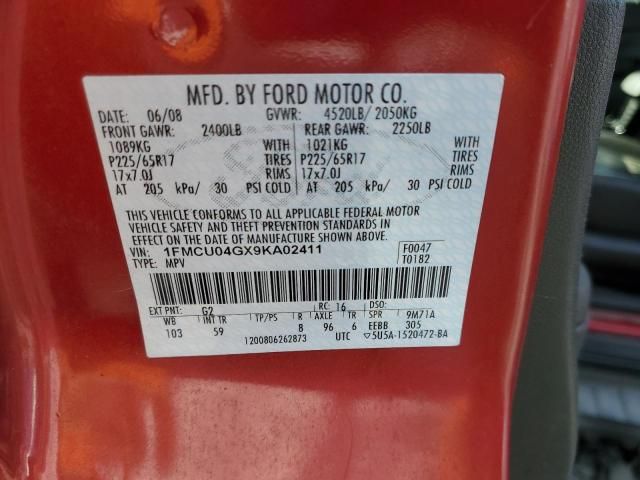 MFD. BY FORD MOTOR CO.
DATE: 06/08 GVWR: 4520LB/ 2050KG
FRONT GAWR: 2400LB REAR GAWR: 2250LB
1089KG WITH 1021KG WITH
P225/65R17 TIRES P225/65R17 TIRES
17x7.0J RIMS 17x7.0J RIMS
AT 205 kPa/ 30 PSI COLD AT 205 kPa/ 30 PSI COLD
THIS VEHICLE CONFORMS TO ALL APPLICABLE FEDERAL MOTOR
VEHICLE SAFETY AND THEFT PREVENTION STANDARDS IN
EFFECT ON THE DATE OF MANUFACTURE SHOWN ABOVE.
VIN: 1FMCU04GX9KA02411 F0047
TYPE: MPV T0182
EXT PNT: G2 RC: 16 DSO:
WB INT TR TP/PS R AXLE TR SPR 9M71A
103 59 8 96 6 EEBB 305
1200806262873 UTC ▽5U5A-1520472-BA